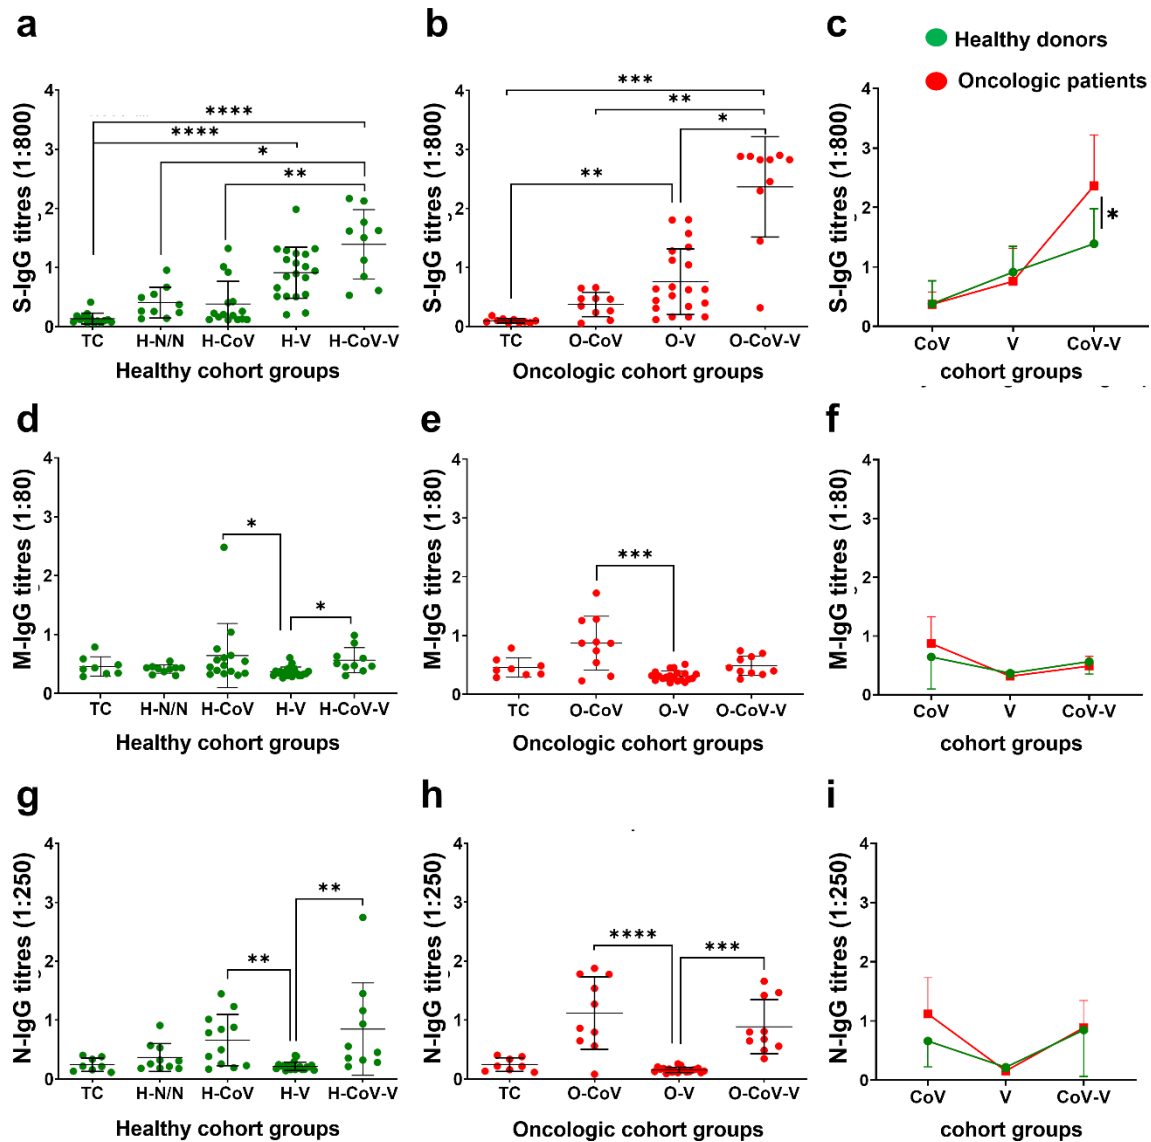 a
b
c
Healthy donors
Oncologic patients
S-IgG titres (1:800)
4
3
2
1
0
****
****
*
**
TC H-N/N H-CoV H-V H-CoV-V
Healthy cohort groups
S-IgG titres (1:800)
4
3
2
1
0
***
**
*
**
TC O-CoV O-V O-CoV-V
Oncologic cohort groups
S-IgG titres (1:800)
4
3
2
1
0
*
CoV V CoV-V
cohort groups
d
e
f
M-IgG titres (1:80)
4
3
2
1
0
*
*
TC H-N/N H-CoV H-V H-CoV-V
Healthy cohort groups
M-IgG titres (1:80)
4
3
2
1
0
***
TC O-CoV O-V O-CoV-V
Oncologic cohort groups
M-IgG titres (1:80)
4
3
2
1
0
CoV V CoV-V
cohort groups
g
h
i
N-IgG titres (1:250)
4
3
2
1
0
**
**
TC H-N/N H-CoV H-V H-CoV-V
Healthy cohort groups
N-IgG titres (1:250)
4
3
2
1
0
****
***
TC O-CoV O-V O-CoV-V
Oncologic cohort groups
N-IgG titres (1:250)
4
3
2
1
0
CoV V CoV-V
cohort groups